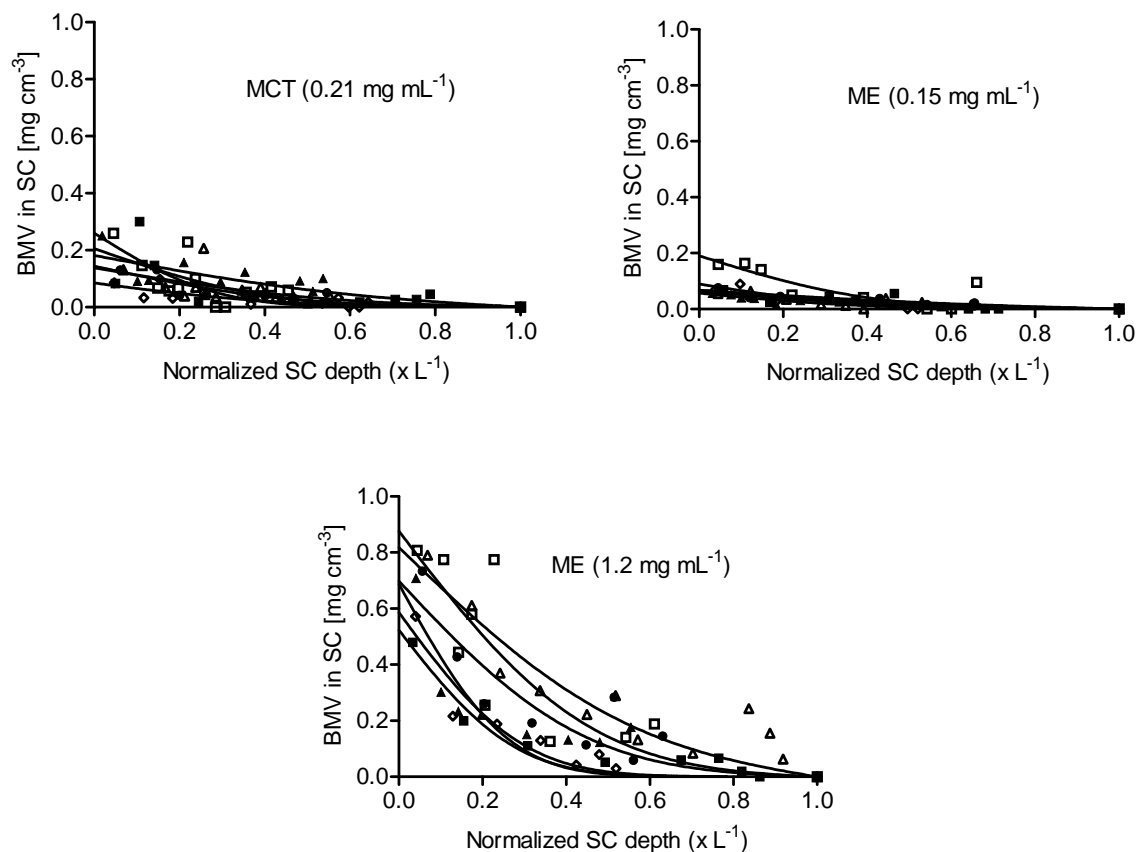 1.0
0.8
0.6
0.4
0.2
0.0
BMV in SC [mg cm⁻³]
MCT (0.21 mg mL⁻¹)
0.0 0.2 0.4 0.6 0.8 1.0
Normalized SC depth (x L⁻¹)
1.0
0.8
0.6
0.4
0.2
0.0
BMV in SC [mg cm⁻³]
ME (0.15 mg mL⁻¹)
0.0 0.2 0.4 0.6 0.8 1.0
Normalized SC depth (x L⁻¹)
1.0
0.8
0.6
0.4
0.2
0.0
BMV in SC [mg cm⁻³]
ME (1.2 mg mL⁻¹)
0.0 0.2 0.4 0.6 0.8 1.0
Normalized SC depth (x L⁻¹)